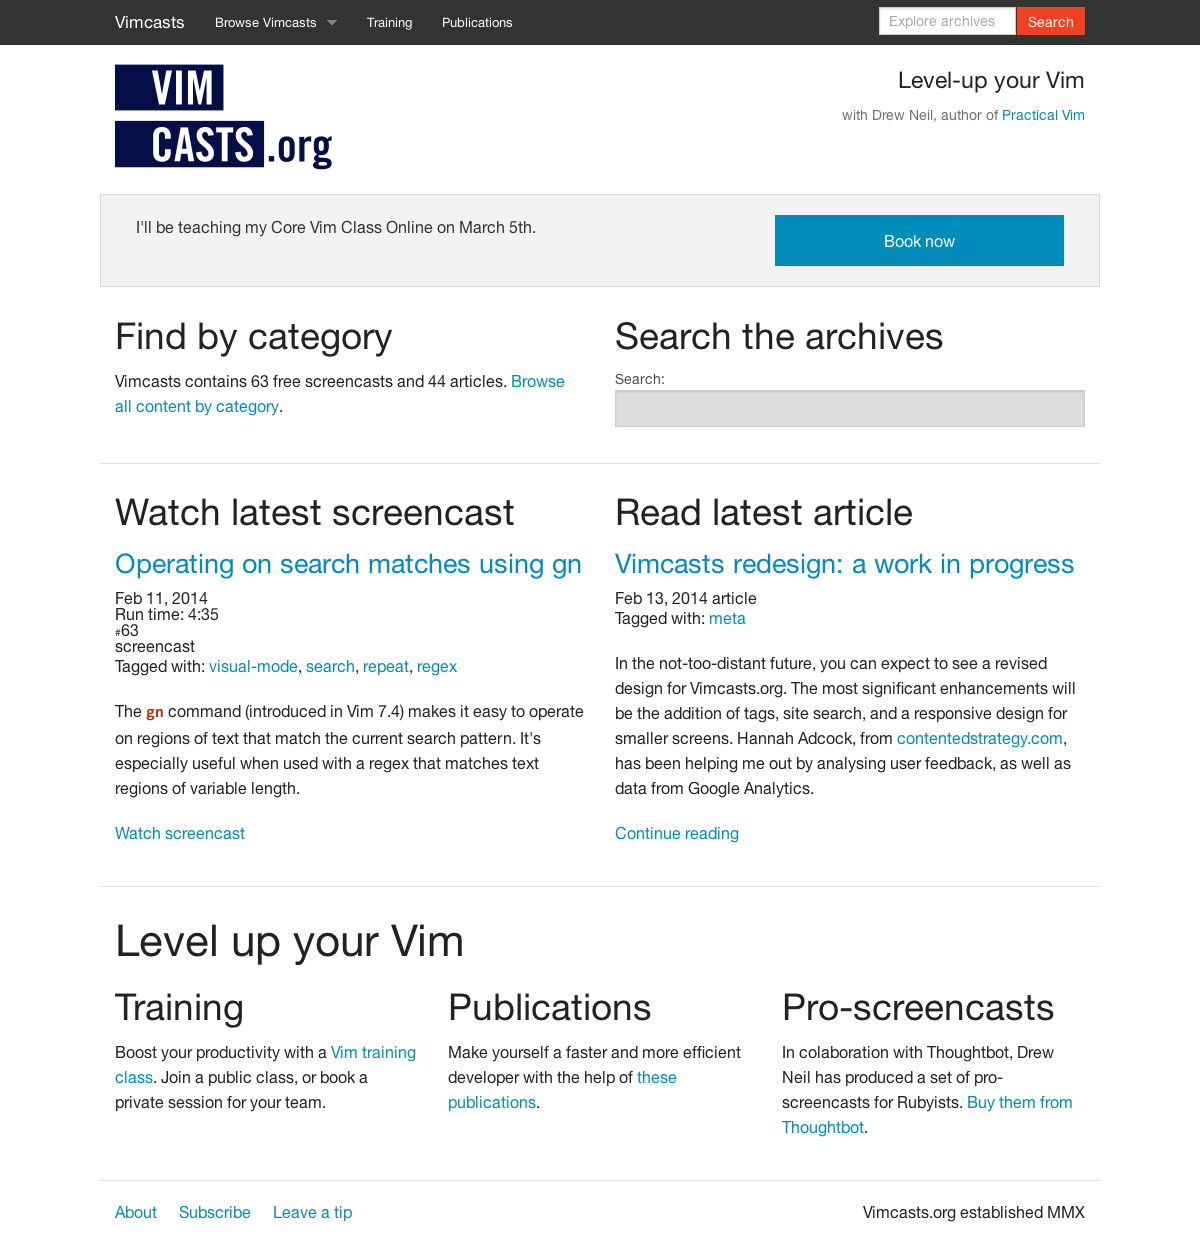 Vimcasts Browse Vimcasts Training Publications Explore archives Search
VIM
CASTS.org
Level-up your Vim
with Drew Neil, author of Practical Vim
I'll be teaching my Core Vim Class Online on March 5th.
Book now
Find by category
Vimcasts contains 63 free screencasts and 44 articles. Browse
all content by category.
Search the archives
Search:
Watch latest screencast
Operating on search matches using gn
Feb 11, 2014
Run time: 4:35
#63
screencast
Tagged with: visual-mode, search, repeat, regex
The gn command (introduced in Vim 7.4) makes it easy to operate
on regions of text that match the current search pattern. It's
especially useful when used with a regex that matches text
regions of variable length.
Watch screencast
Read latest article
Vimcasts redesign: a work in progress
Feb 13, 2014 article
Tagged with: meta
In the not-too-distant future, you can expect to see a revised
design for Vimcasts.org. The most significant enhancements will
be the addition of tags, site search, and a responsive design for
smaller screens. Hannah Adcock, from contentedstrategy.com,
has been helping me out by analysing user feedback, as well as
data from Google Analytics.
Continue reading
Level up your Vim
Training
Boost your productivity with a Vim training
class. Join a public class, or book a
private session for your team.
Publications
Make yourself a faster and more efficient
developer with the help of these
publications.
Pro-screencasts
In colaboration with Thoughtbot, Drew
Neil has produced a set of pro-
screencasts for Rubyists. Buy them from
Thoughtbot.
About Subscribe Leave a tip
Vimcasts.org established MMX